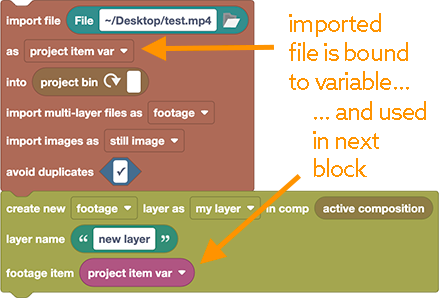 import file File ~/Desktop/test.mp4
as project item var
into project bin
import multi-layer files as footage
import images as still image
avoid duplicates
imported
file is bound
to variable...
... and used
in next
block
create new footage layer as my layer in comp active composition
layer name “ new layer ”
footage item project item var